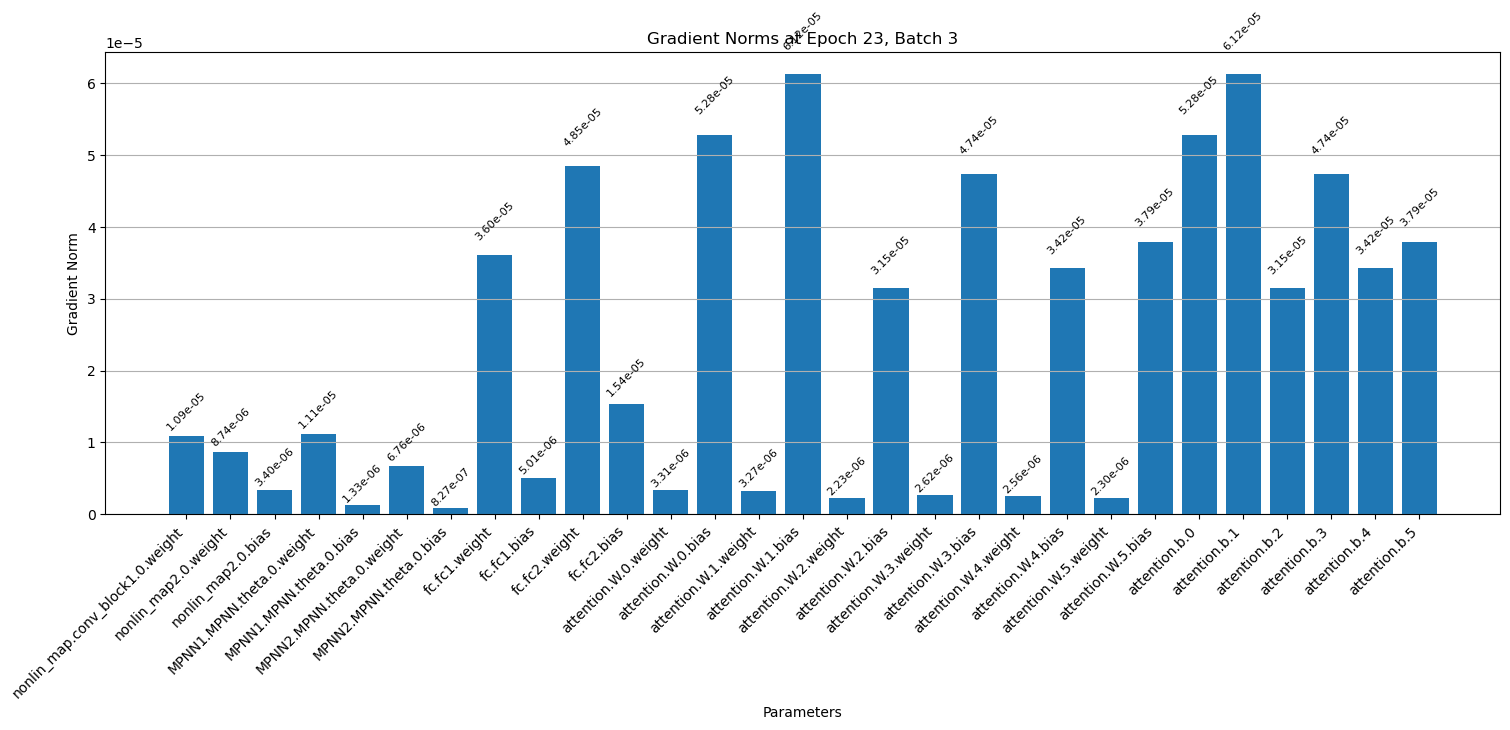 Gradient Norms at Epoch 23, Batch 3
1e−5
Gradient Norm
6
5
4
3
2
1
0
1.09e-05
8.74e-06
3.40e-06
1.11e-05
1.33e-06
6.76e-06
8.27e-07
3.60e-05
5.01e-06
4.85e-05
1.54e-05
3.31e-06
5.28e-05
3.27e-06
6.12e-05
2.23e-06
3.15e-05
2.62e-06
4.74e-05
2.56e-06
3.42e-05
2.30e-06
3.79e-05
5.28e-05
6.12e-05
3.15e-05
4.74e-05
3.42e-05
3.79e-05
nonlin_map.conv_block1.0.weight
nonlin_map2.0.weight
nonlin_map2.0.bias
MPNN1.MPNN.theta.0.weight
MPNN1.MPNN.theta.0.bias
MPNN2.MPNN.theta.0.weight
MPNN2.MPNN.theta.0.bias
fc.fc1.weight
fc.fc1.bias
fc.fc2.weight
fc.fc2.bias
attention.W.0.weight
attention.W.0.bias
attention.W.1.weight
attention.W.1.bias
attention.W.2.weight
attention.W.2.bias
attention.W.3.weight
attention.W.3.bias
attention.W.4.weight
attention.W.4.bias
attention.W.5.weight
attention.W.5.bias
attention.b.0
attention.b.1
attention.b.2
attention.b.3
attention.b.4
attention.b.5
Parameters